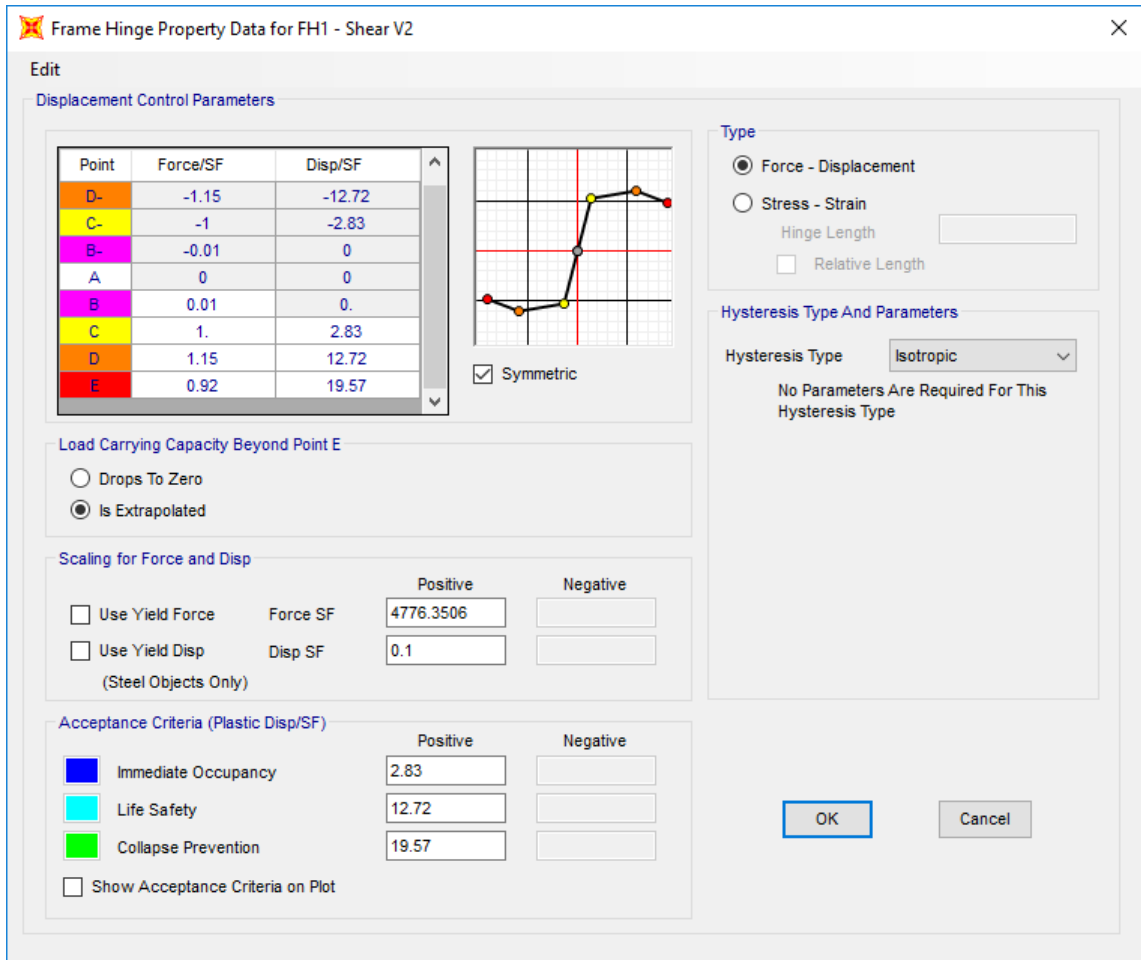 Frame Hinge Property Data for FH1 - Shear V2
Edit
Displacement Control Parameters
Point Force/SF Disp/SF
D- -1.15 -12.72
C- -1 -2.83
B- -0.01 0
A 0 0
B 0.01 0.
C 1. 2.83
D 1.15 12.72
E 0.92 19.57
Symmetric
Load Carrying Capacity Beyond Point E
Drops To Zero
Is Extrapolated
Scaling for Force and Disp
Positive Negative
Use Yield Force Force SF 4776.3506
Use Yield Disp Disp SF 0.1
(Steel Objects Only)
Acceptance Criteria (Plastic Disp/SF)
Positive Negative
Immediate Occupancy 2.83
Life Safety 12.72
Collapse Prevention 19.57
Show Acceptance Criteria on Plot
Type
Force - Displacement
Stress - Strain
Hinge Length
Relative Length
Hysteresis Type And Parameters
Hysteresis Type Isotropic
No Parameters Are Required For This
Hysteresis Type
OK Cancel